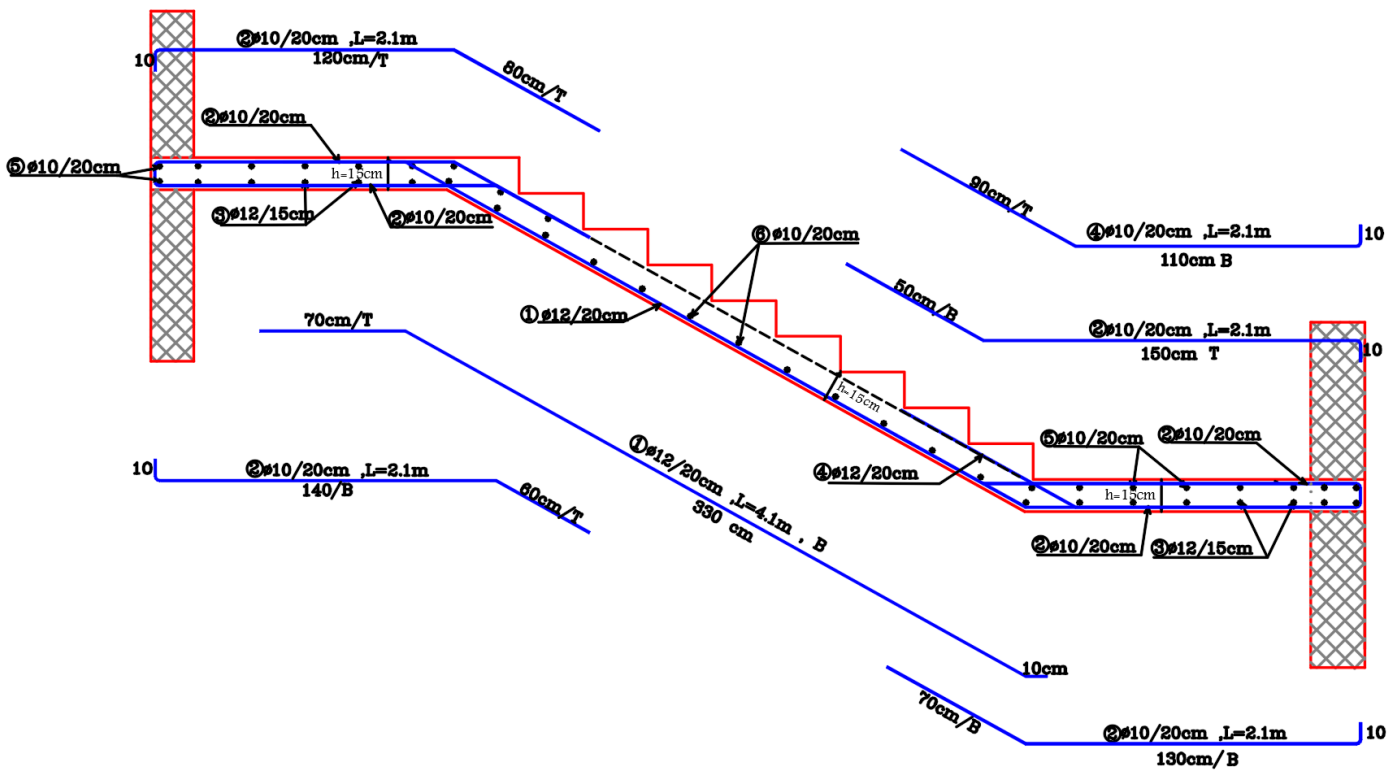 ②ø10/20cm ,L=2.1m
10
120cm/T
80cm/T
②ø10/20cm
⑤ø10/20cm
h=15cm
③ø12/15cm
②ø10/20cm
90cm/T
④ø10/20cm ,L=2.1m
10
110cm B
⑥ø10/20cm
50cm/B
①ø12/20cm
70cm/T
②ø10/20cm ,L=2.1m
150cm T
10
h=15cm
①ø12/20cm ,L=4.1m , B
330 cm
10
②ø10/20cm ,L=2.1m
140/B
60cm/T
④ø12/20cm
⑤ø10/20cm
②ø10/20cm
h=15cm
②ø10/20cm
③ø12/15cm
10cm
70cm/B
②ø10/20cm ,L=2.1m
10
130cm/B